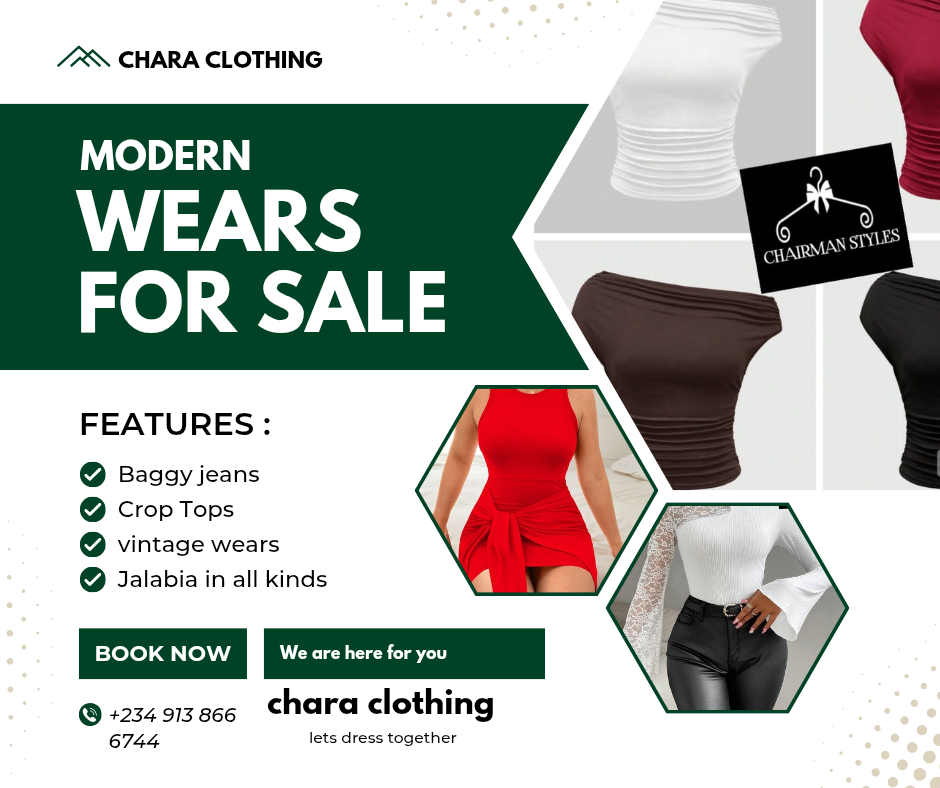 CHARA CLOTHING
MODERN
WEARS
FOR SALE
CHAIRMAN STYLES
FEATURES :
Baggy jeans
Crop Tops
vintage wears
Jalabia in all kinds
BOOK NOW
We are here for you
+234 913 866
6744
chara clothing
lets dress together